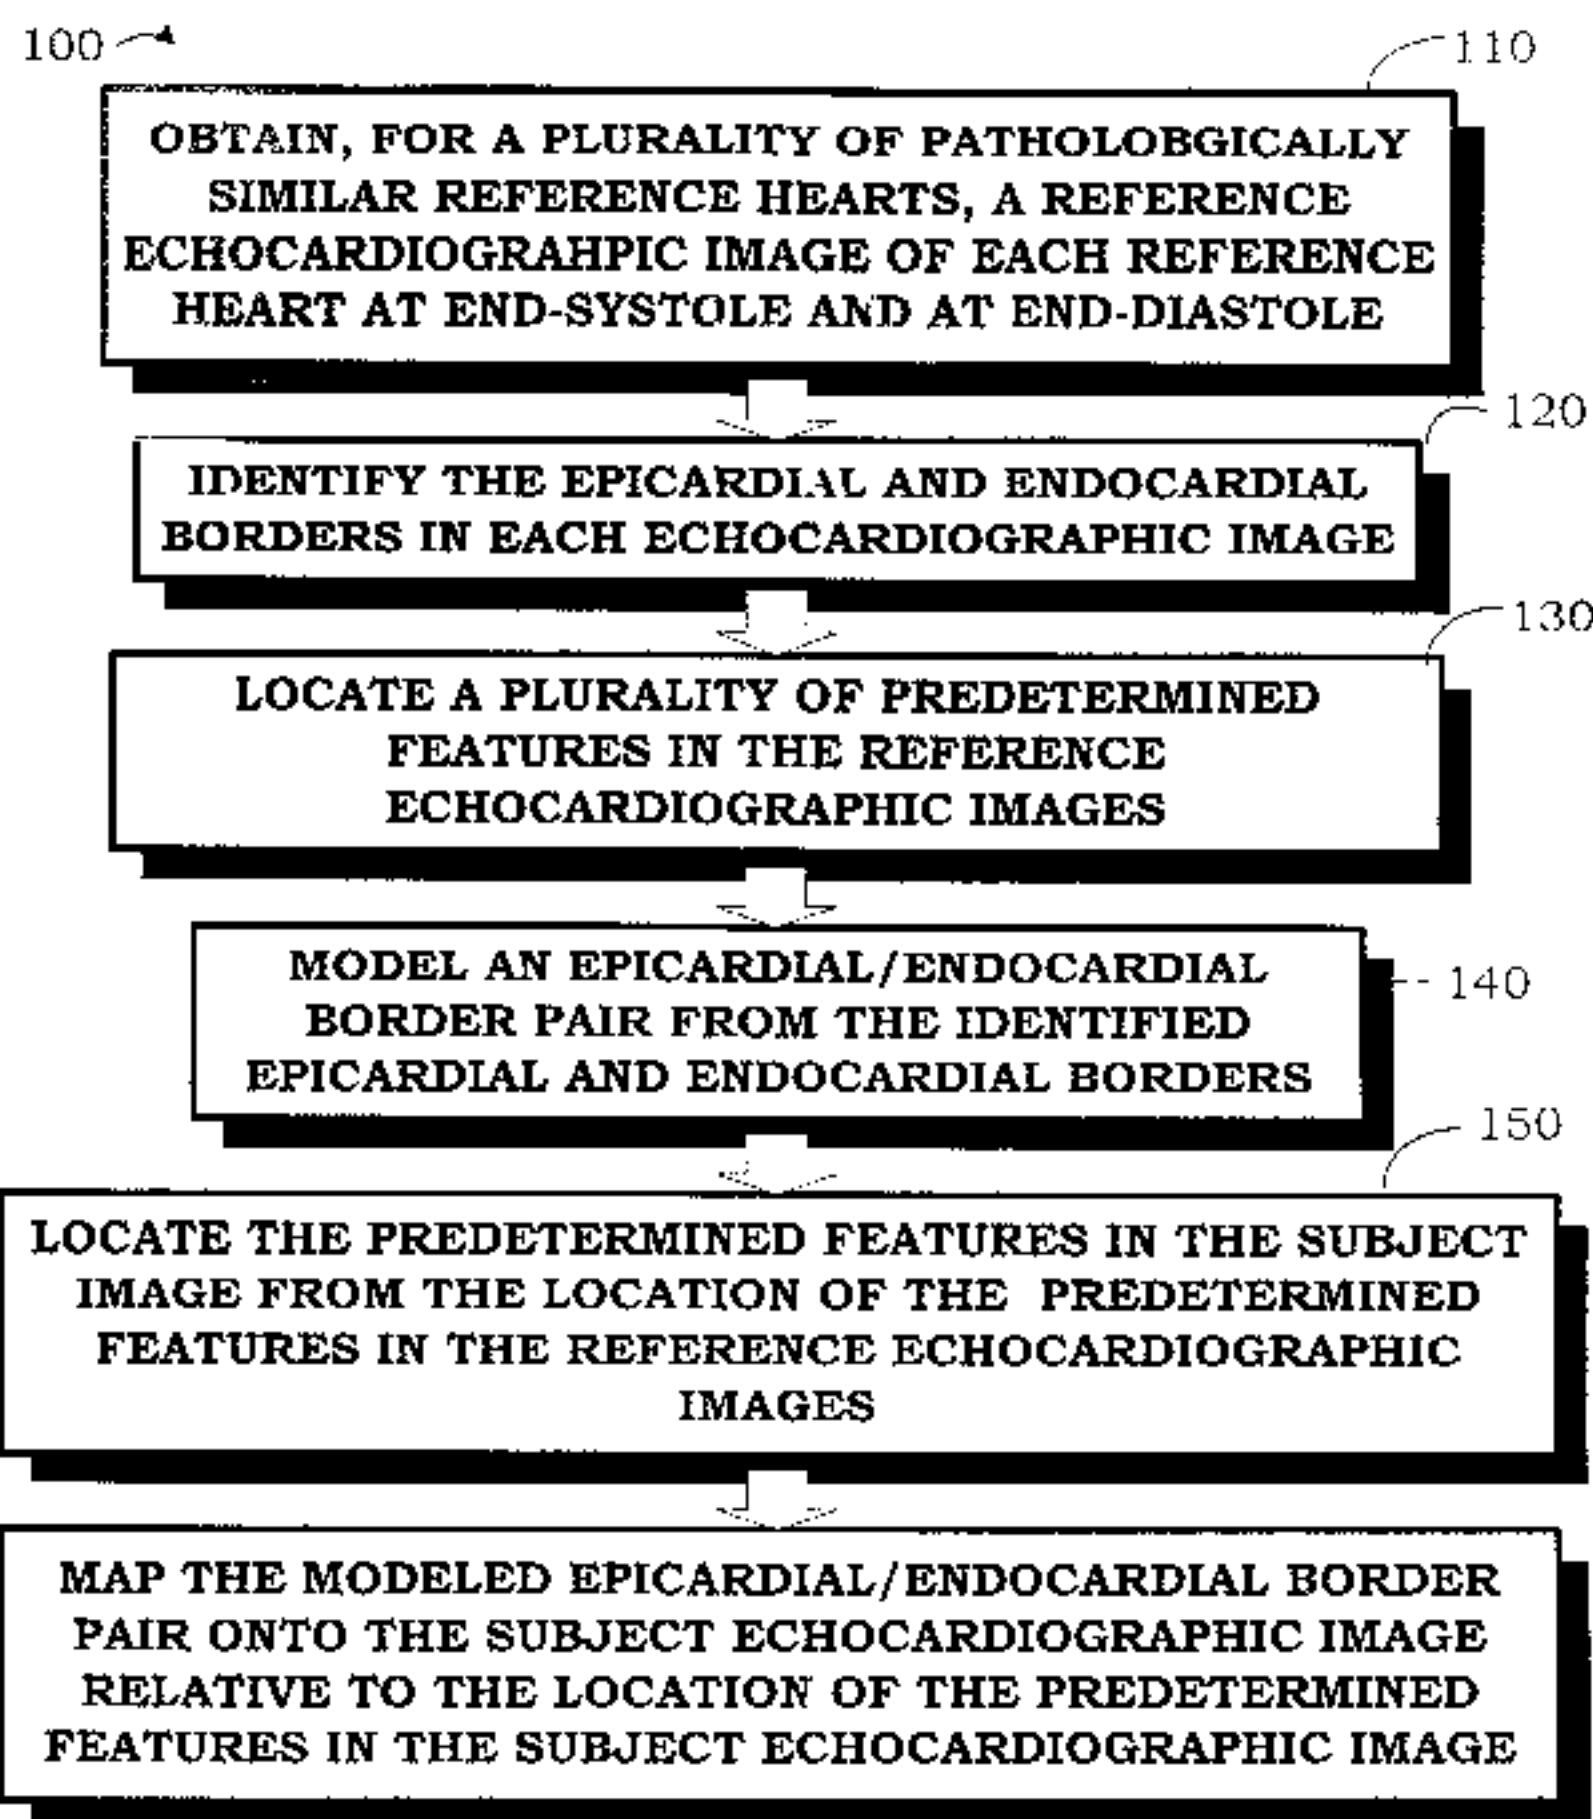 100
110
OBTAIN, FOR A PLURALITY OF PATHOLOBGICALLY
SIMILAR REFERENCE HEARTS, A REFERENCE
ECHOCARDIOGRAHPIC IMAGE OF EACH REFERENCE
HEART AT END-SYSTOLE AND AT END-DIASTOLE
120
IDENTIFY THE EPICARDIAL AND ENDOCARDIAL
BORDERS IN EACH ECHOCARDIOGRAPHIC IMAGE
130
LOCATE A PLURALITY OF PREDETERMINED
FEATURES IN THE REFERENCE
ECHOCARDIOGRAPHIC IMAGES
MODEL AN EPICARDIAL/ENDOCARDIAL
140
BORDER PAIR FROM THE IDENTIFIED
EPICARDIAL AND ENDOCARDIAL BORDERS
150
LOCATE THE PREDETERMINED FEATURES IN THE SUBJECT
IMAGE FROM THE LOCATION OF THE PREDETERMINED
FEATURES IN THE REFERENCE ECHOCARDIOGRAPHIC
IMAGES
MAP THE MODELED EPICARDIAL/ENDOCARDIAL BORDER
PAIR ONTO THE SUBJECT ECHOCARDIOGRAPHIC IMAGE
RELATIVE TO THE LOCATION OF THE PREDETERMINED
FEATURES IN THE SUBJECT ECHOCARDIOGRAPHIC IMAGE